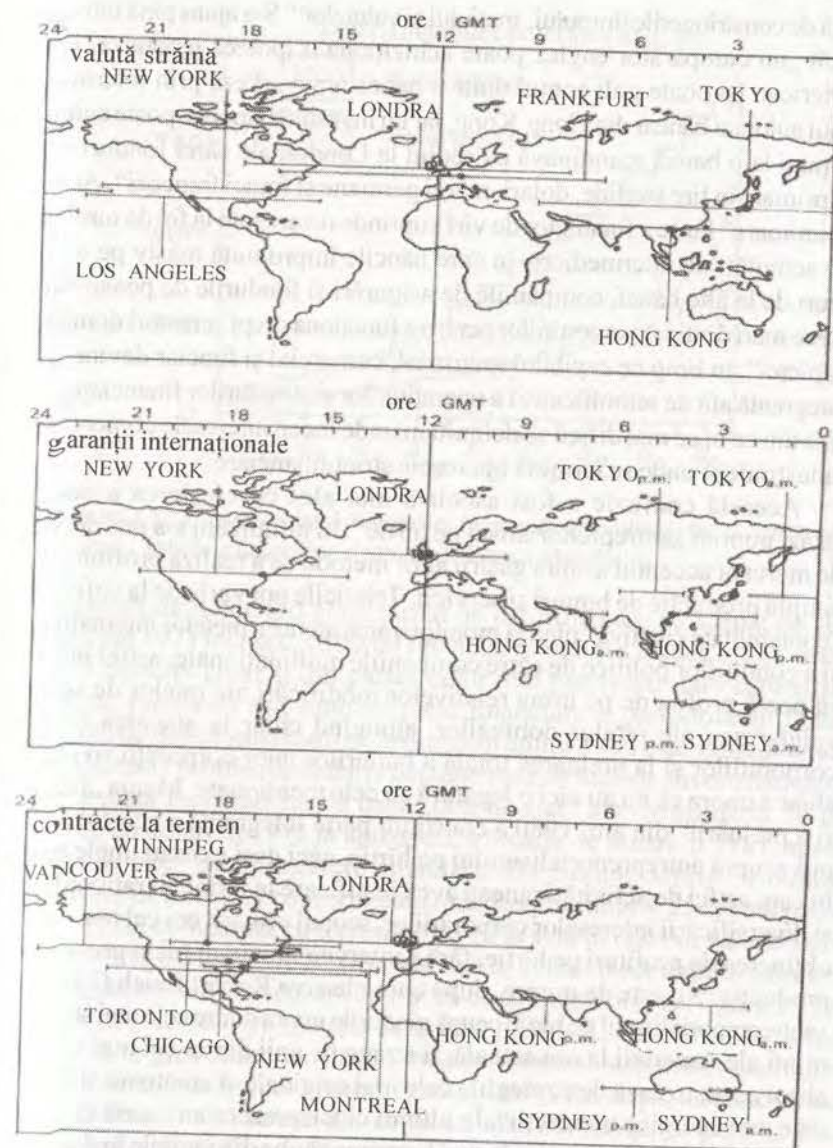 ore GMT
24 21 18 15 12 9 6 3
valută străină
NEW YORK
LONDRA
FRANKFURT
TOKYO
LOS ANGELES
HONG KONG
ore GMT
24 21 18 15 12 9 6 3 0
garanții internaționale
NEW YORK
LONDRA
TOKYO p.m. TOKYO a.m.
HONG KONG a.m. HONG KONG p.m.
SYDNEY p.m. SYDNEY a.m.
ore GMT
24 21 18 15 12 9 6 3 0
contracte la termen
WINNIPEG
VANCOUVER
LONDRA
TORONTO
CHICAGO
NEW YORK
MONTREAL
HONG KONG p.m. HONG KONG a.m.
SYDNEY p.m. SYDNEY a.m.